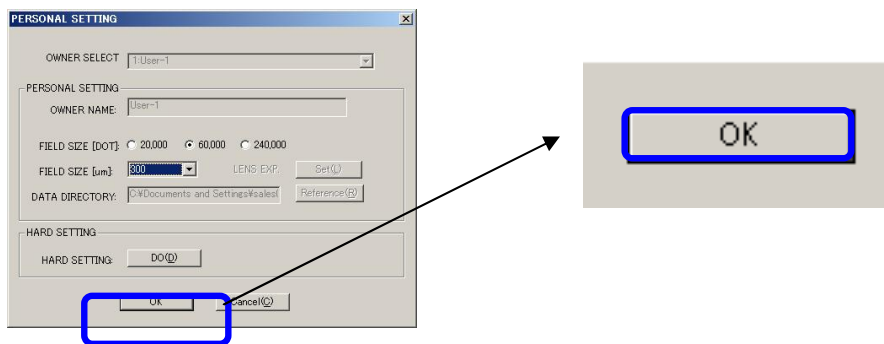 PERSONAL SETTING
OWNER SELECT 1:User-1
PERSONAL SETTING
OWNER NAME: User-1
FIELD SIZE [DOT]: 20,000 60,000 240,000
FIELD SIZE [um]: 300 LENS EXP. Set(L)
DATA DIRECTORY: C:¥Documents and Settings¥sales( Reference(R)
HARD SETTING
HARD SETTING: DO(D)
OK Cancel(C)
OK